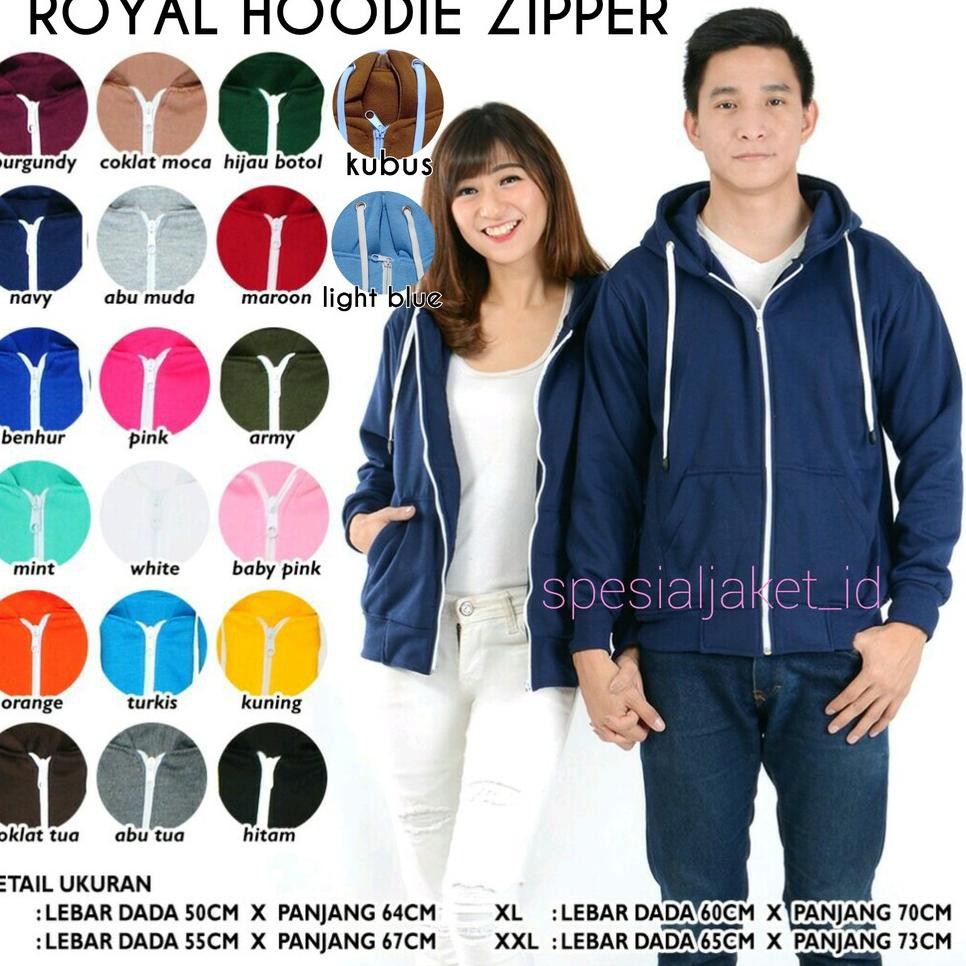 ROYAL HOODIE ZIPPER
burgundy coklat moca hijau botol kubus
navy abu muda maroon light blue
benhur pink army
mint white baby pink
spesialjaket_id
orange turkis kuning
oklat tua abu tua hitam
ETAIL UKURAN
: LEBAR DADA 50CM X PANJANG 64CM XL : LEBAR DADA 60CM X PANJANG 70CM
: LEBAR DADA 55CM X PANJANG 67CM XXL : LEBAR DADA 65CM X PANJANG 73CM